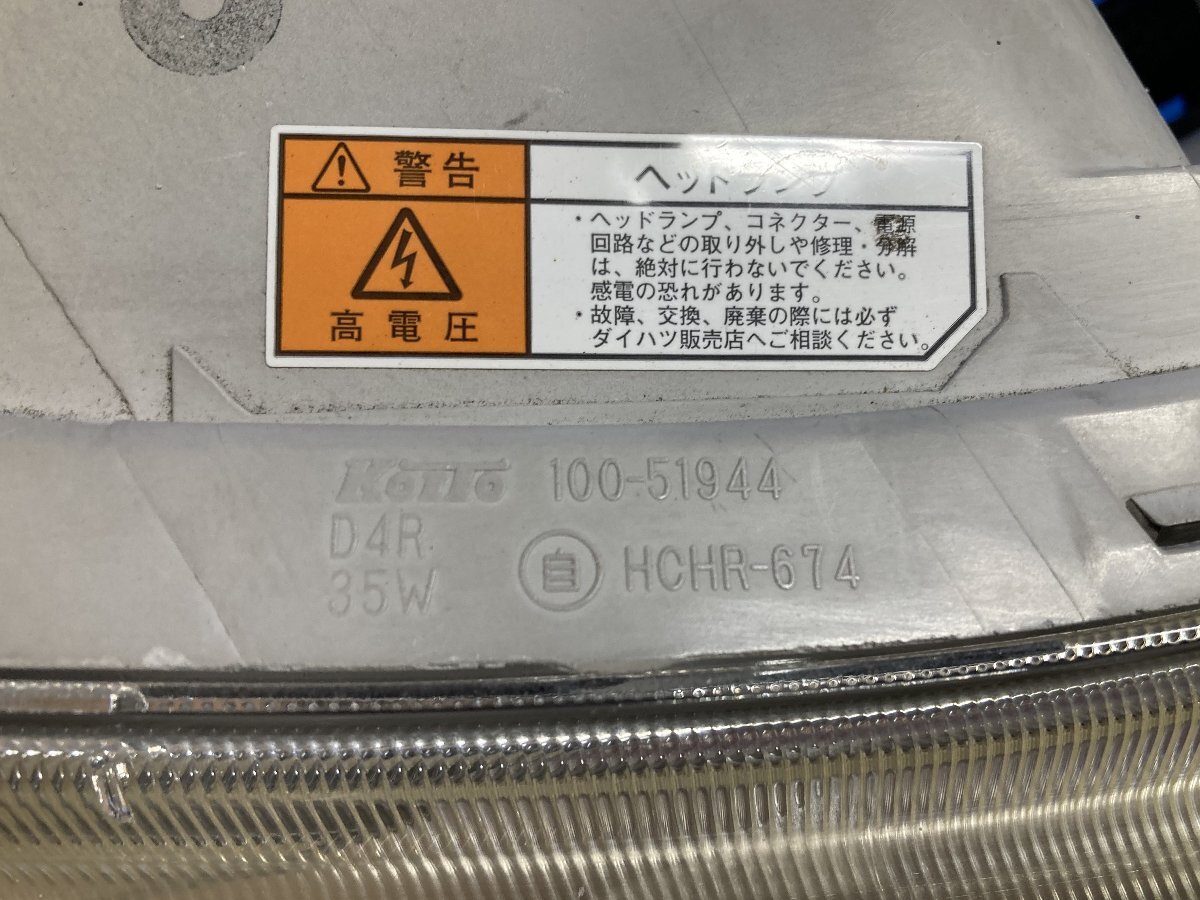 警告
高電圧
ヘッドランプ
・ヘッドランプ、コネクター、電源
回路などの取り外しや修理・分解
は、絶対に行わないでください。
感電の恐れがあります。
・故障、交換、廃棄の際には必ず
ダイハツ販売店へご相談ください。
KOITO 100-51944
D4R
35W
自 HCHR-674